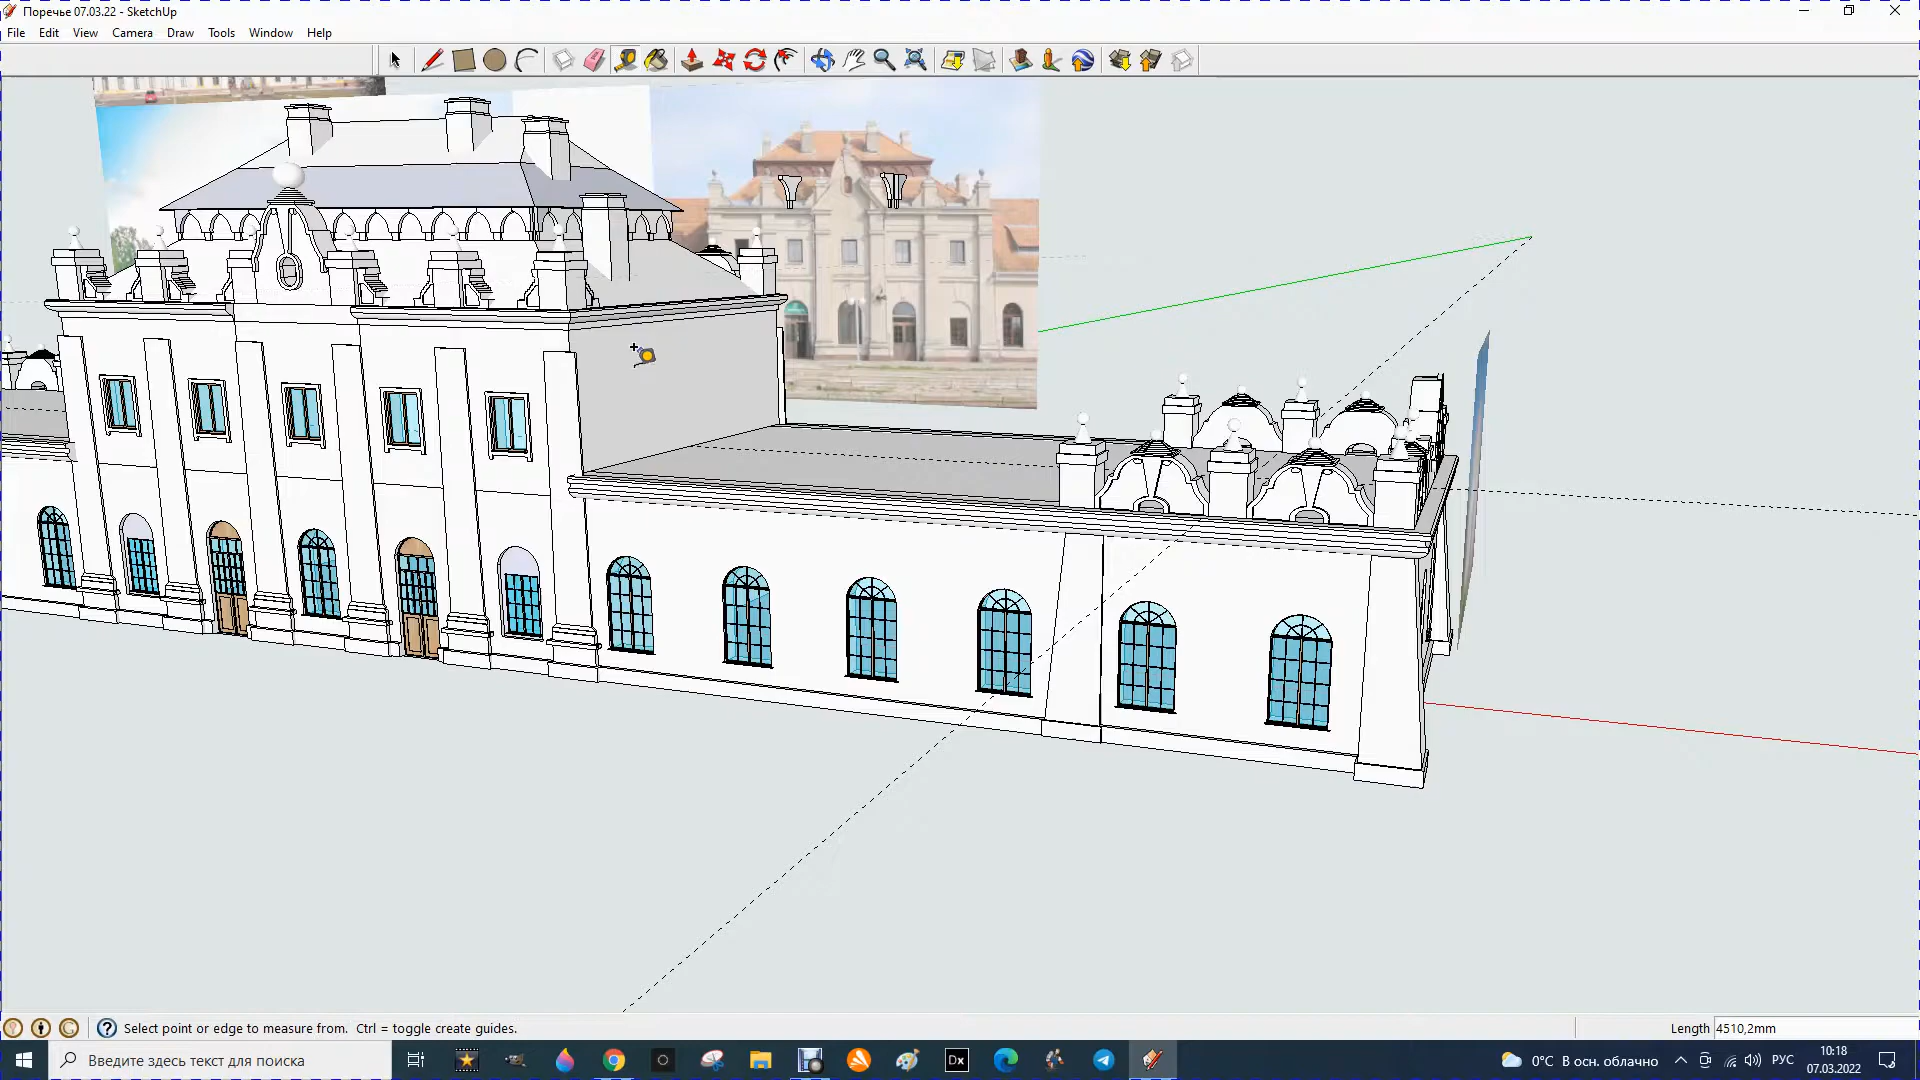 Поречье 07.03.22 - SketchUp
File Edit View Camera Draw Tools Window Help
Select point or edge to measure from. Ctrl = toggle create guides.
Length 4510,2mm
Введите здесь текст для поиска
Dx
0°C В осн. облачно
РУС
10:18
07.03.2022